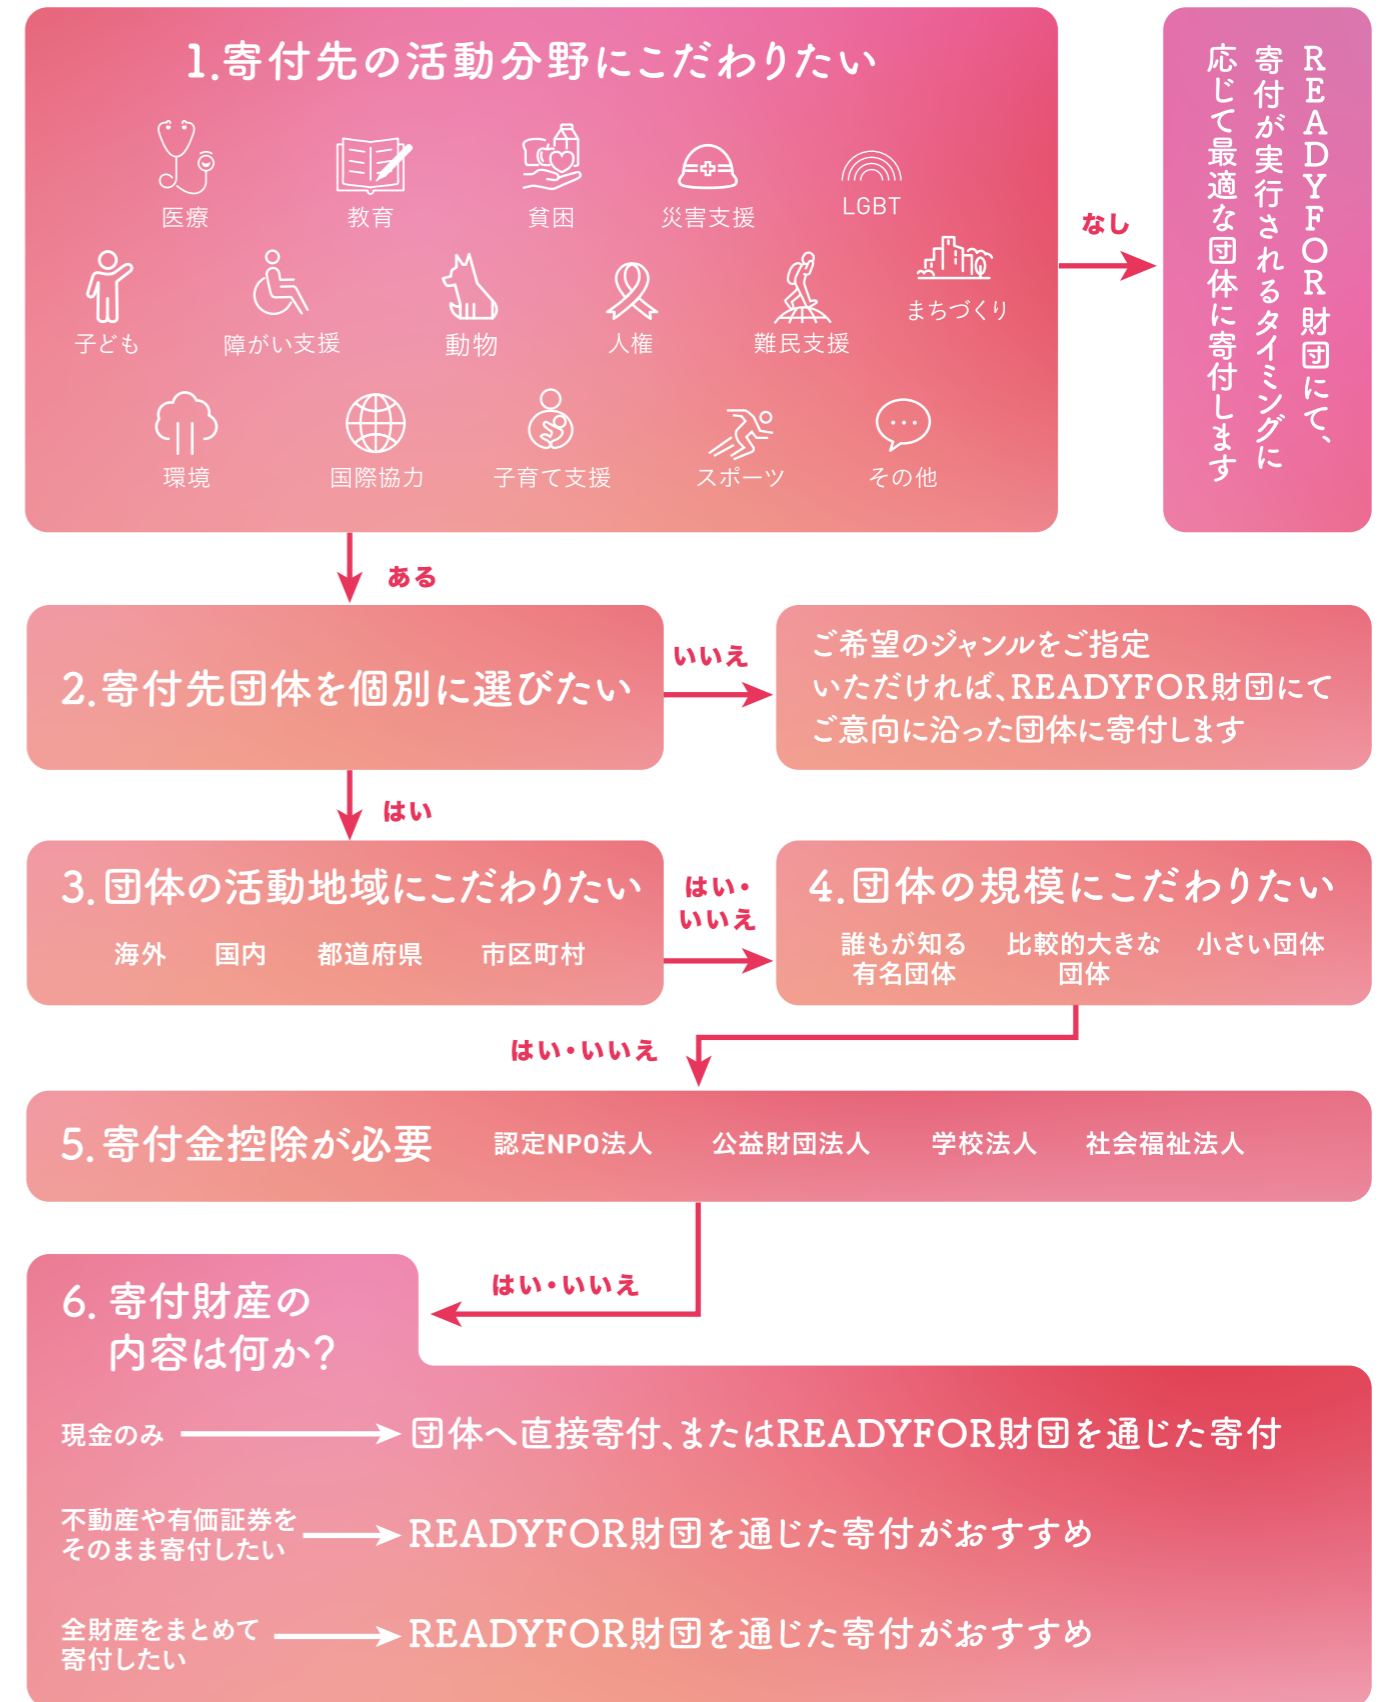 1.寄付先の活動分野にこだわりたい
医療
教育
貧困
災害支援
LGBT
子ども
障がい支援
動物
人権
難民支援
まちづくり
環境
国際協力
子育て支援
スポーツ
その他
なし
READYFOR財団にて、
寄付が実行されるタイミングに
応じて最適な団体に寄付します
ある
2.寄付先団体を個別に選びたい
いいえ
ご希望のジャンルをご指定
いただければ、READYFOR財団にて
ご意向に沿った団体に寄付します
はい
3.団体の活動地域にこだわりたい
海外
国内
都道府県
市区町村
はい・
いいえ
4.団体の規模にこだわりたい
誰もが知る
有名団体
比較的大きな
団体
小さい団体
はい・いいえ
5.寄付金控除が必要
認定NPO法人
公益財団法人
学校法人
社会福祉法人
はい・いいえ
6.寄付財産の
内容は何か?
現金のみ
団体へ直接寄付、またはREADYFOR財団を通じた寄付
不動産や有価証券を
そのまま寄付したい
READYFOR財団を通じた寄付がおすすめ
全財産をまとめて
寄付したい
READYFOR財団を通じた寄付がおすすめ